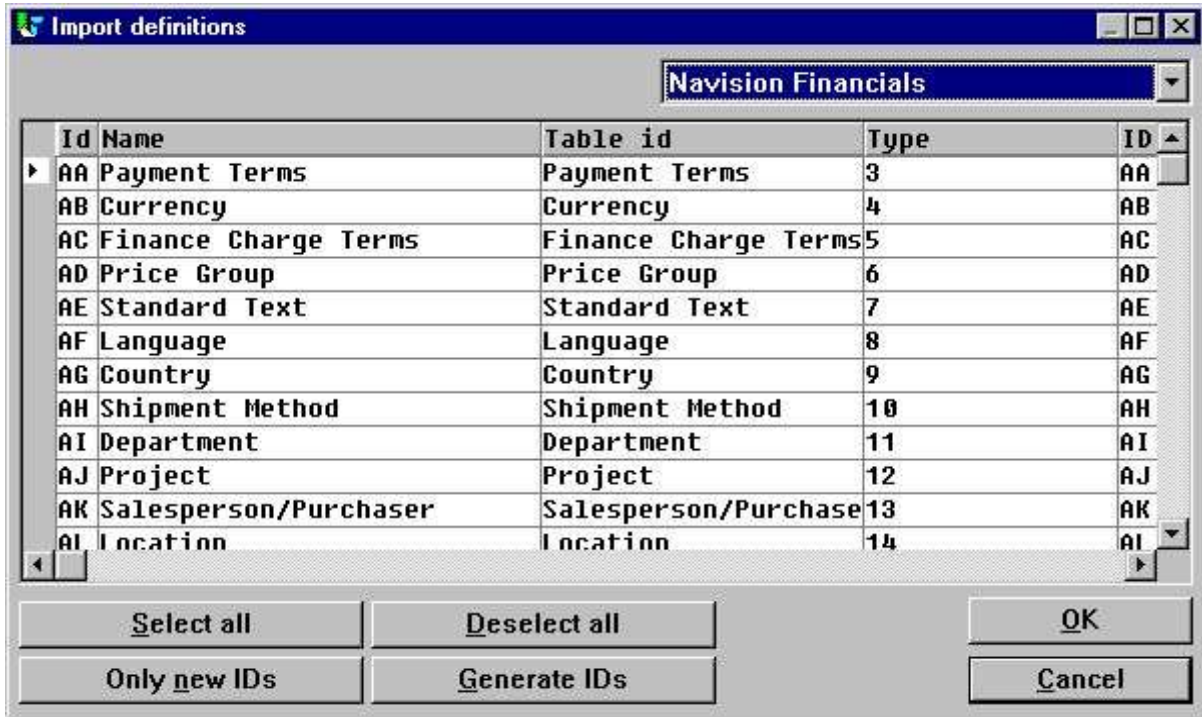 Import definitions
Navision Financials
Id Name Table id Type ID
AA Payment Terms Payment Terms 3 AA
AB Currency Currency 4 AB
AC Finance Charge Terms Finance Charge Terms 5 AC
AD Price Group Price Group 6 AD
AE Standard Text Standard Text 7 AE
AF Language Language 8 AF
AG Country Country 9 AG
AH Shipment Method Shipment Method 10 AH
AI Department Department 11 AI
AJ Project Project 12 AJ
AK Salesperson/Purchaser Salesperson/Purchase 13 AK
AL Location Location 14 AL
Select all Deselect all OK
Only new IDs Generate IDs Cancel